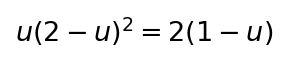 u(2 − u)² = 2(1 − u)